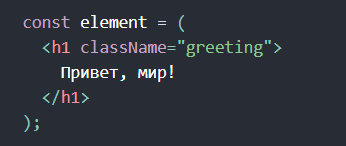 const element = (
  <h1 className="greeting">
    Привет, мир!
  </h1>
);